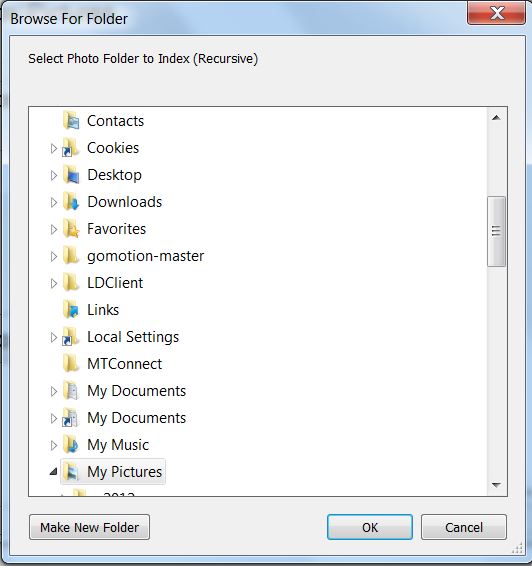 Browse For Folder
Select Photo Folder to Index (Recursive)
Contacts
Cookies
Desktop
Downloads
Favorites
gomotion-master
LDClient
Links
Local Settings
MTConnect
My Documents
My Documents
My Music
My Pictures
Make New Folder
OK
Cancel